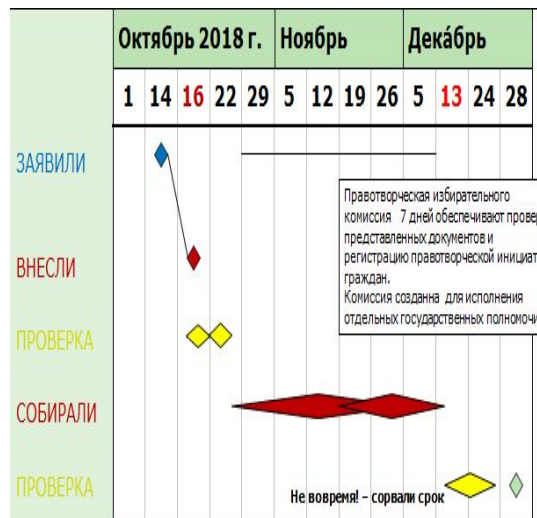 Октябрь 2018 г. Ноябрь Декáбрь
1 14 16 22 29 5 12 19 26 5 13 24 28
ЗАЯВИЛИ
Правотворческая избирательного
комиссия 7 дней обеспечивают провер
представленных документов и
регистрацию правотворческой инициат
граждан.
Комиссия созданна для исполнения
отдельных государственных полномочи
ВНЕСЛИ
ПРОВЕРКА
СОБИРАЛИ
ПРОВЕРКА
Не вовремя! – сорвали срок